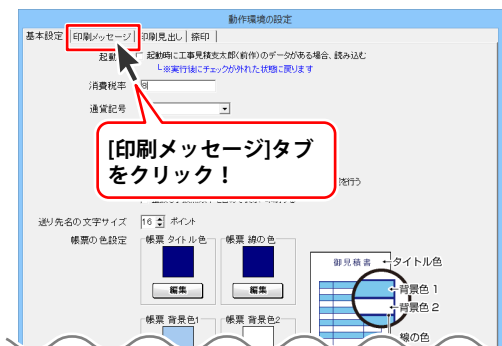 動作環境の設定
基本設定 印刷メッセージ 印刷見出し 捺印
起動
起動時に工事見積支太郎(前作)のデータがある場合、読み込む
└※実行後にチェックが外れた状態に戻ります
消費税率 8
通貨記号
[印刷メッセージ]タブ
をクリック！
を行う
送り先名の文字サイズ 16 ポイント
帳票の色設定 帳票 タイトル色 帳票 線の色
御見積書 タイトル色
編集 編集
背景色 1
背景色 2
帳票 背景色1 帳票 背景色2
線の色